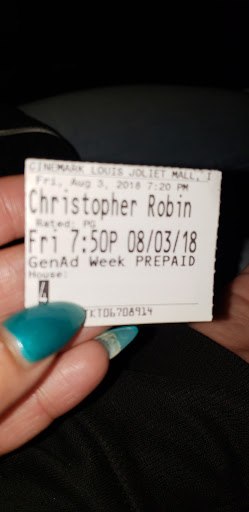 CINEMARK LOUIS JOLIET MALL, I
Fri, Aug 3, 2018 7:20 PM
Christopher Robin
Rated: PG
Fri 7:50P 08/03/18
GenAd Week PREPAID
House:
4
KT06708914